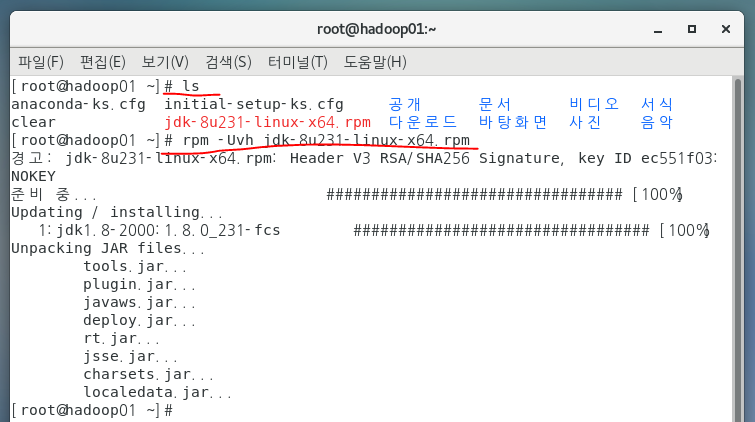 root@hadoop01:~
파일(F) 편집(E) 보기(V) 검색(S) 터미널(T) 도움말(H)
[root@hadoop01 ~]# ls
anaconda-ks.cfg initial-setup-ks.cfg 공개 문서 비디오 서식
clear jdk-8u231-linux-x64.rpm 다운로드 바탕화면 사진 음악
[root@hadoop01 ~]# rpm -Uvh jdk-8u231-linux-x64.rpm
경고: jdk-8u231-linux-x64.rpm: Header V3 RSA/SHA256 Signature, key ID ec551f03:
NOKEY
준비 중... ################################# [100%]
Updating / installing...
1:jdk1.8-2000:1.8.0_231-fcs ################################# [100%]
Unpacking JAR files...
tools.jar...
plugin.jar...
javaws.jar...
deploy.jar...
rt.jar...
jsse.jar...
charsets.jar...
localedata.jar...
[root@hadoop01 ~]#